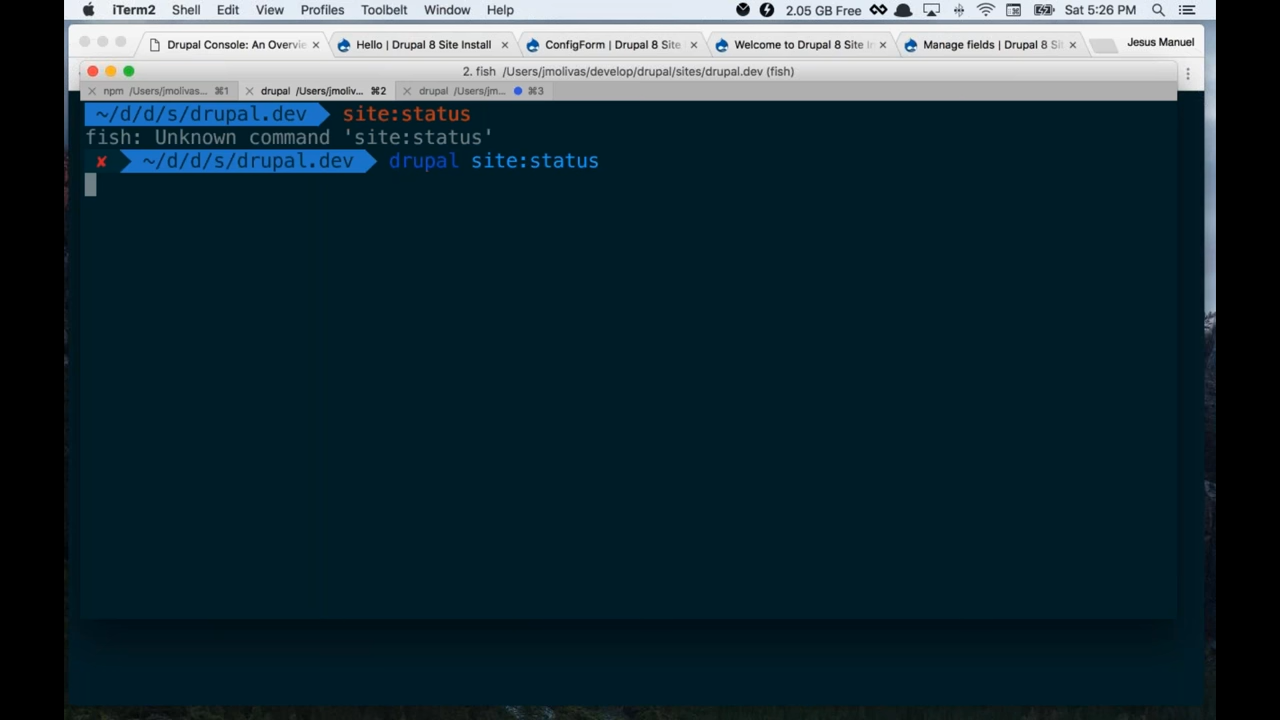 iTerm2 Shell Edit View Profiles Toolbelt Window Help 2.05 GB Free Sat 5:26 PM
Drupal Console: An Overvie Hello | Drupal 8 Site Install ConfigForm | Drupal 8 Site Welcome to Drupal 8 Site In Manage fields | Drupal 8 Sit Jesus Manuel
2. fish /Users/jmolivas/develop/drupal/sites/drupal.dev (fish)
npm /Users/jmolivas... ⌘1 drupal /Users/jmoliv... ⌘2 drupal /Users/jm... ⌘3
~/d/d/s/drupal.dev site:status
fish: Unknown command 'site:status'
✘ ~/d/d/s/drupal.dev drupal site:status